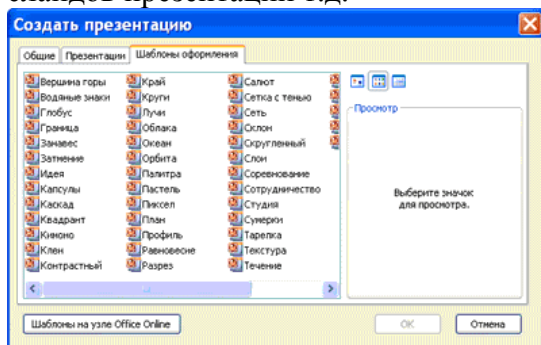 слайдов презентации т.д.
Создать презентацию
Общие Презентации Шаблоны оформления
Вершина горы Край Салют
Водяные знаки Круги Сетка с тенью
Глобус Лучи Сеть
Граница Облака Склон
Занавес Океан Скругленный
Затмение Орбита Слои
Идея Палитра Соревнование
Капсулы Пастель Сотрудничество
Каскад Пиксел Студия
Квадрант План Сумерки
Кимоно Профиль Тарелка
Клен Равновесие Текстура
Контрастный Разрез Течение
Просмотр
Выберите значок
для просмотра.
Шаблоны на узле Office Online ОК Отмена